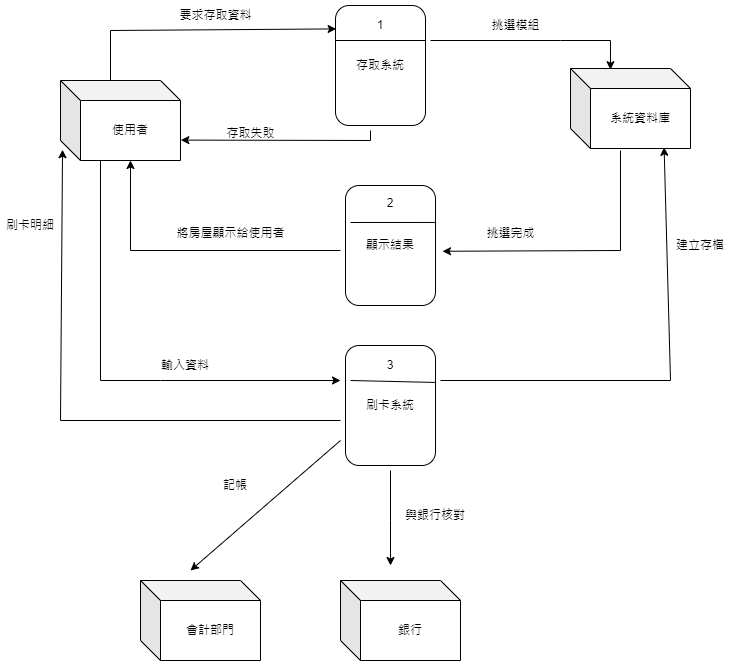 要求存取資料
1
存取系統
挑選模組
使用者
系統資料庫
存取失敗
2
顯示結果
刷卡明細
將房屋顯示給使用者
挑選完成
建立存檔
輸入資料
3
刷卡系統
記帳
與銀行核對
會計部門
銀行